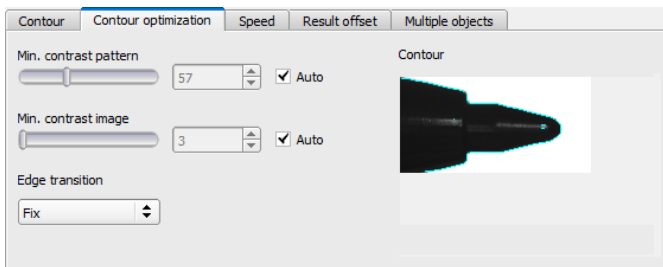 Contour Contour optimization Speed Result offset Multiple objects
Min. contrast pattern Contour
57 Auto
Min. contrast image
3 Auto
Edge transition
Fix